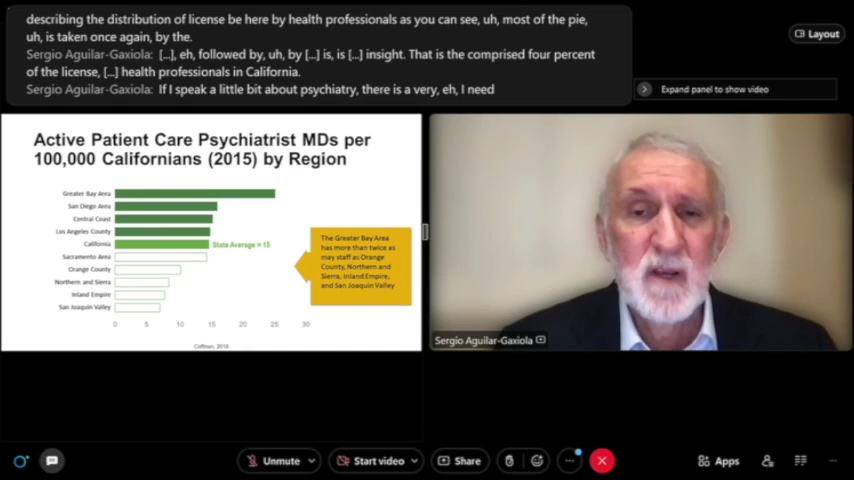 describing the distribution of license be here by health professionals as you can see, uh, most of the pie,
uh, is taken once again, by the.
Sergio Aguilar-Gaxiola: [...], eh, followed by, uh, by [...] is, is [...] insight. That is the comprised four percent
of the license, [...] health professionals in California.
Sergio Aguilar-Gaxiola: If I speak a little bit about psychiatry, there is a very, eh, I need
Layout
Expand panel to show video
Active Patient Care Psychiatrist MDs per
100,000 Californians (2015) by Region
Greater Bay Area
San Diego Area
Central Coast
Los Angeles County
California
State Average = 15
Sacramento Area
Orange County
Northern and Sierra
Inland Empire
San Joaquin Valley
0 5 10 15 20 25 30
The Greater Bay Area
has more than twice as
may staff as Orange
County, Northern and
Sierra, Inland Empire,
and San Joaquin Valley
Coffman, 2018
Sergio Aguilar-Gaxiola
Unmute
Start video
Share
Apps